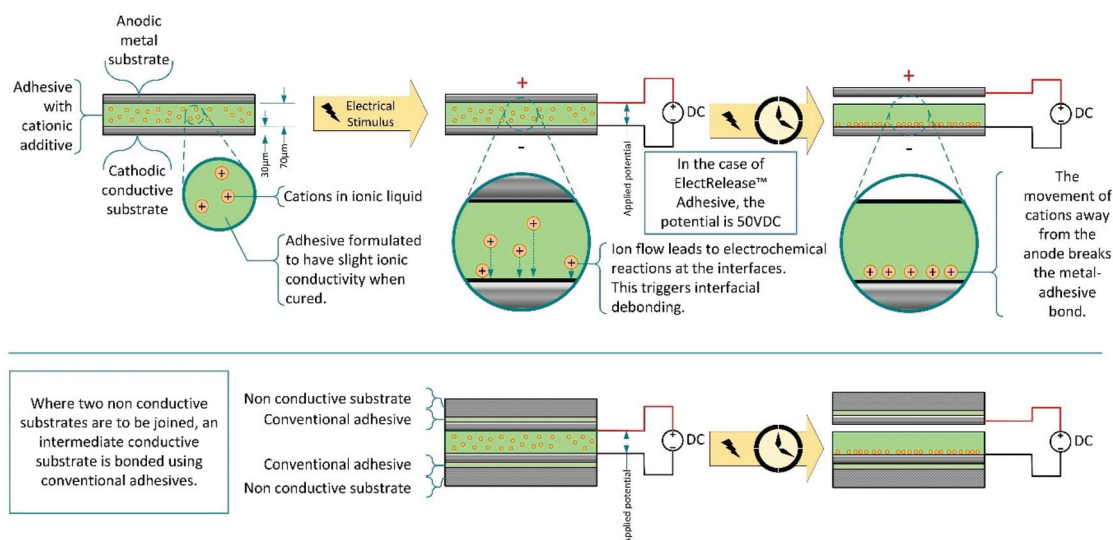 Anodic
metal
substrate
Adhesive
with
cationic
additive
Cathodic
conductive
substrate
30μm
70μm
Cations in ionic liquid
Adhesive formulated
to have slight ionic
conductivity when
cured.
Electrical
Stimulus
+
-
DC
Applied potential
In the case of
ElectRelease™
Adhesive, the
potential is 50VDC
Ion flow leads to electrochemical
reactions at the interfaces.
This triggers interfacial
debonding.
+
-
DC
The
movement of
cations away
from the
anode breaks
the metal-
adhesive
bond.
Where two non conductive
substrates are to be joined, an
intermediate conductive
substrate is bonded using
conventional adhesives.
Non conductive substrate
Conventional adhesive
Conventional adhesive
Non conductive substrate
Applied potential
DC
DC